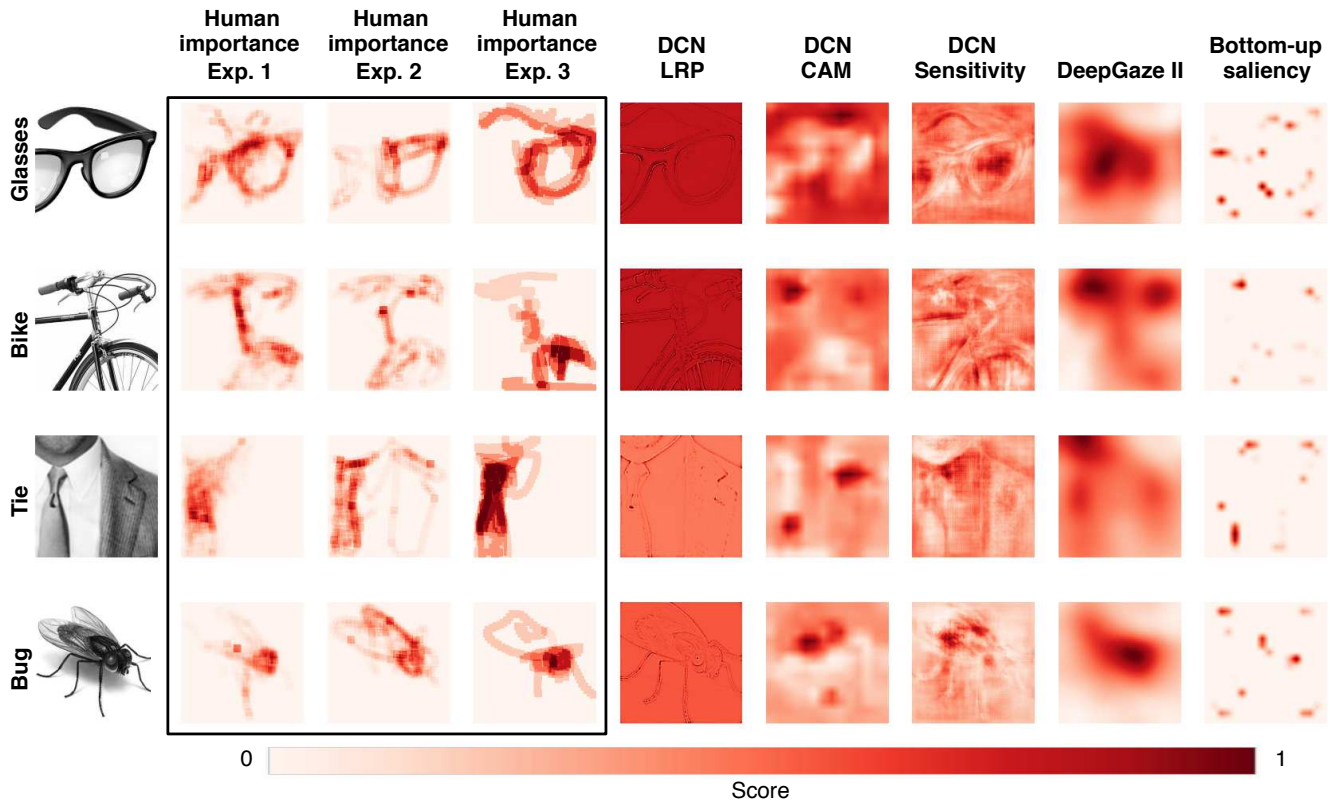 Human importance Exp. 1
Human importance Exp. 2
Human importance Exp. 3
DCN LRP
DCN CAM
DCN Sensitivity
DeepGaze II
Bottom-up saliency
Glasses
Bike
Tie
Bug
0
1
Score